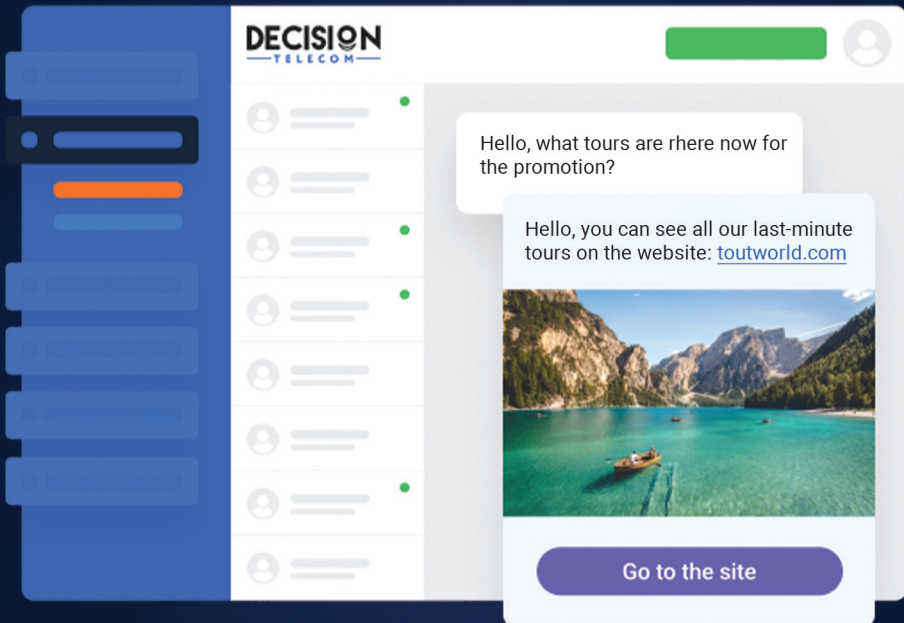 DECISION
TELECOM
Hello, what tours are rhere now for
the promotion?
Hello, you can see all our last-minute
tours on the website: toutworld.com
Go to the site